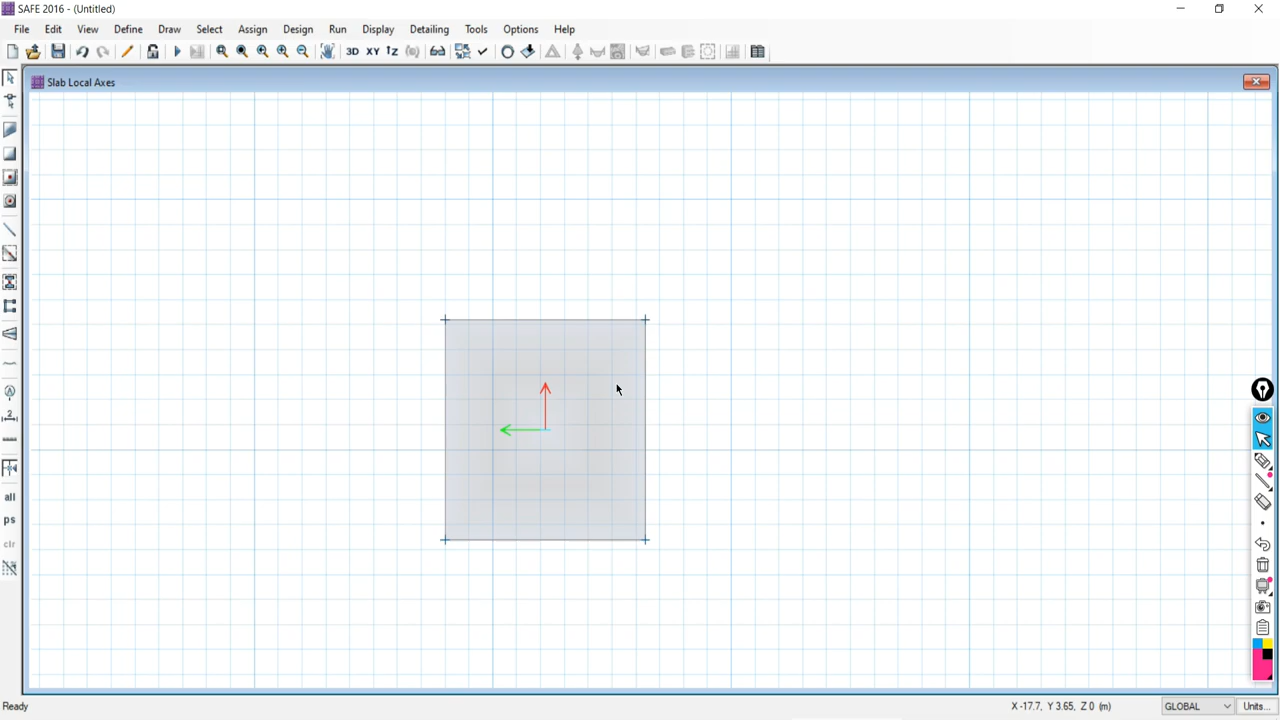 SAFE 2016 - (Untitled)
File Edit View Define Draw Select Assign Design Run Display Detailing Tools Options Help
3D XY
Slab Local Axes
2
all
ps
clr
Ready X -17.7, Y 3.65, Z 0 (m) GLOBAL Units...